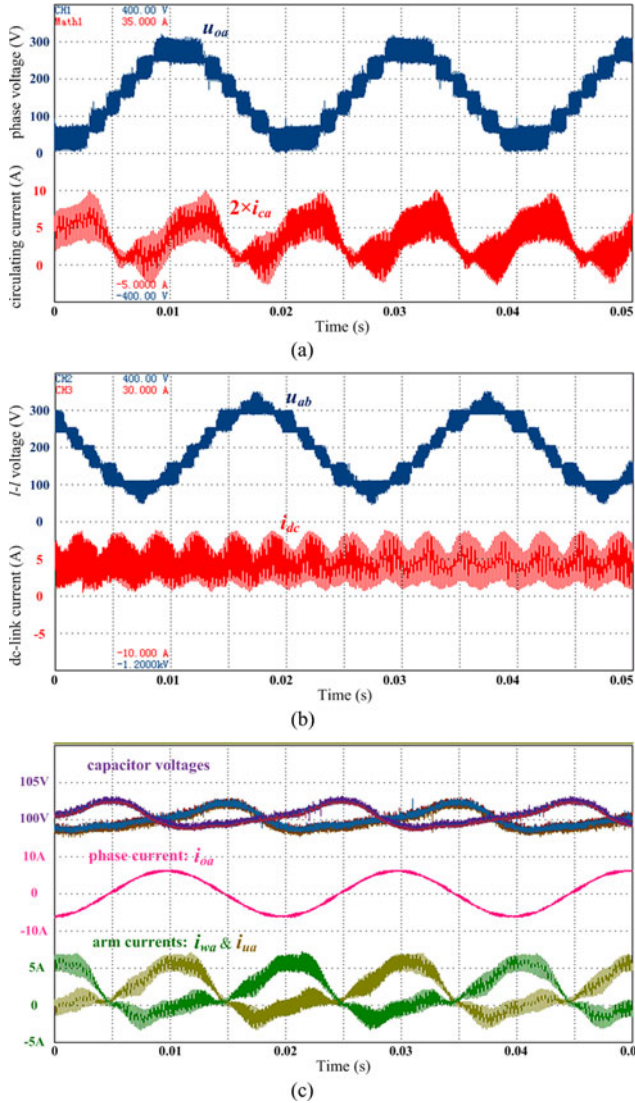 CH1 400.00 V
Math1 35.000 A
u_oa
phase voltage (V)
300
200
100
0
circulating current (A)
10
5
0
2×i_ca
-5.0000 A
-400.00 V
0 0.01 0.02 0.03 0.04 0.05
Time (s)
(a)
CH2 400.00 V
CH3 30.000 A
u_ab
l-l voltage (V)
300
200
100
0
i_dc
dc-link current (A)
5
0
-5
-10.000 A
-1.2000kV
0 0.01 0.02 0.03 0.04 0.05
Time (s)
(b)
capacitor voltages
105V
100V
10A
phase current: i_oa
0
-10A
arm currents: i_wa & i_ua
5A
0
-5A
0 0.01 0.02 0.03 0.04 0.0
Time (s)
(c)